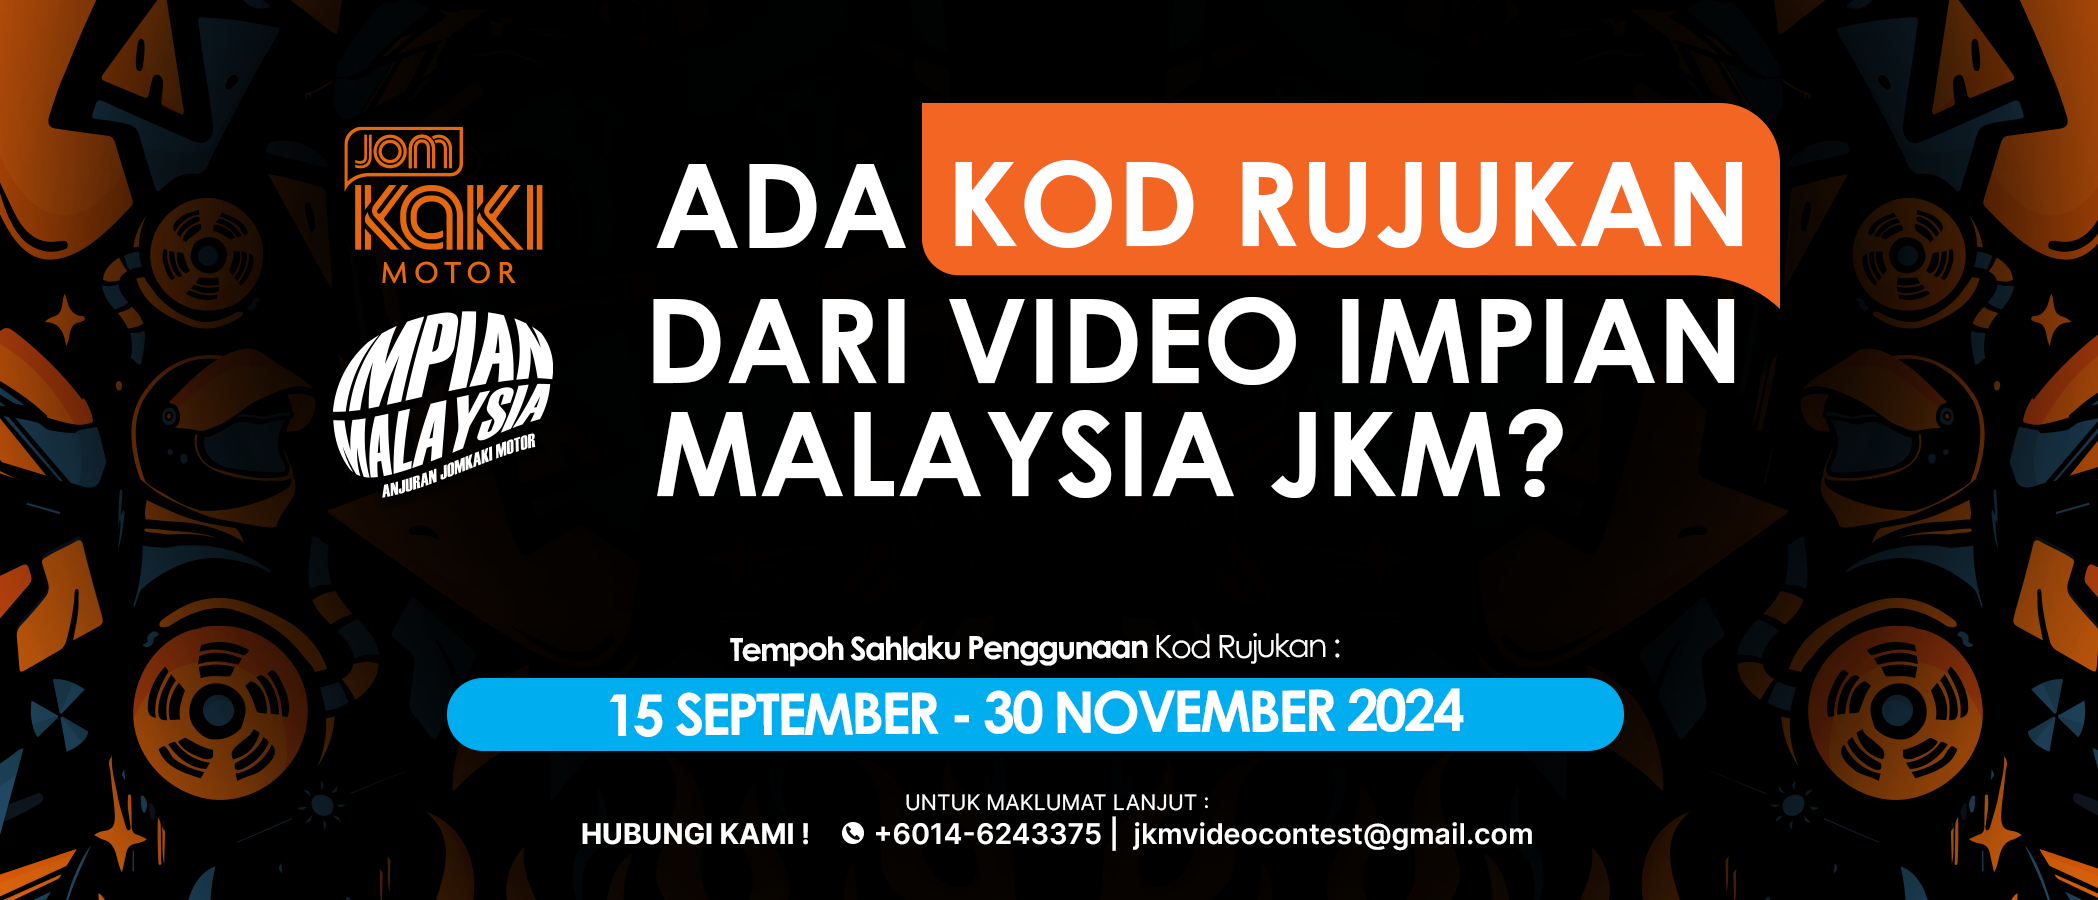 JOM
KAKI
MOTOR
IMPIAN
MALAYSIA
ANJURAN JOMKAKI MOTOR
ADA KOD RUJUKAN
DARI VIDEO IMPIAN
MALAYSIA JKM?
Tempoh Sahlaku Penggunaan Kod Rujukan :
15 SEPTEMBER - 30 NOVEMBER 2024
UNTUK MAKLUMAT LANJUT :
HUBUNGI KAMI ! +6014-6243375 | jkmvideocontest@gmail.com